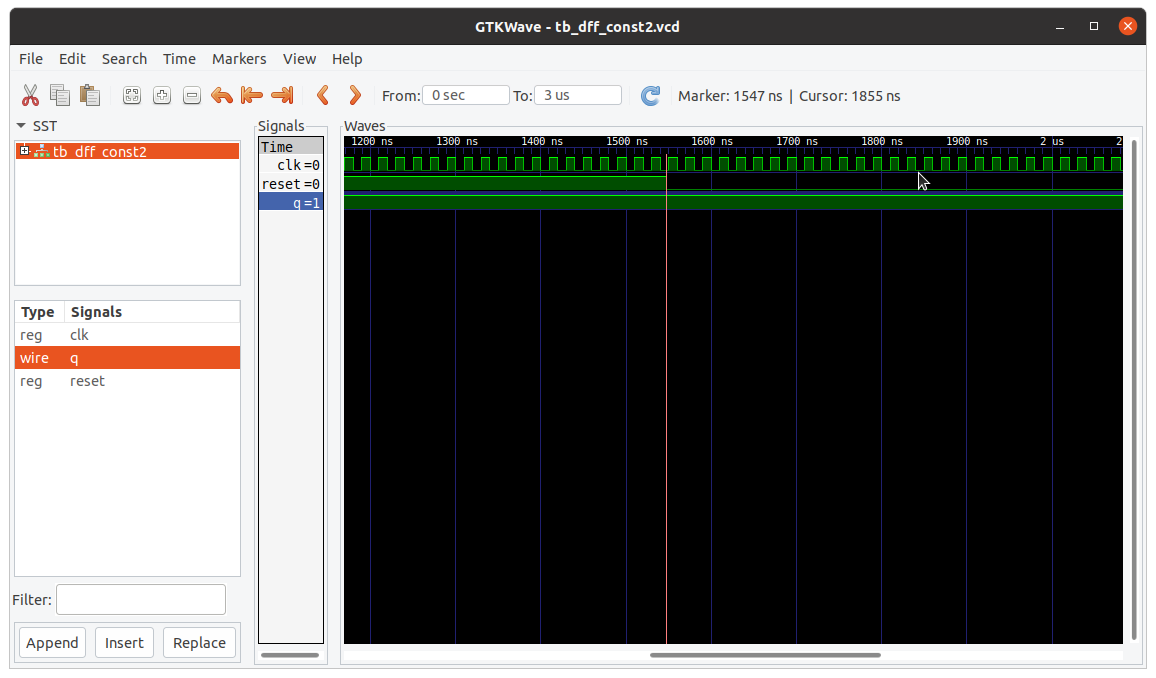 GTKWave - tb_dff_const2.vcd
File Edit Search Time Markers View Help
From: 0 sec To: 3 us Marker: 1547 ns | Cursor: 1855 ns
SST
tb_dff_const2
Type Signals
reg clk
wire q
reg reset
Filter:
Append Insert Replace
Signals
Time
clk=0
reset=0
q=1
Waves
1200 ns 1300 ns 1400 ns 1500 ns 1600 ns 1700 ns 1800 ns 1900 ns 2 us 2